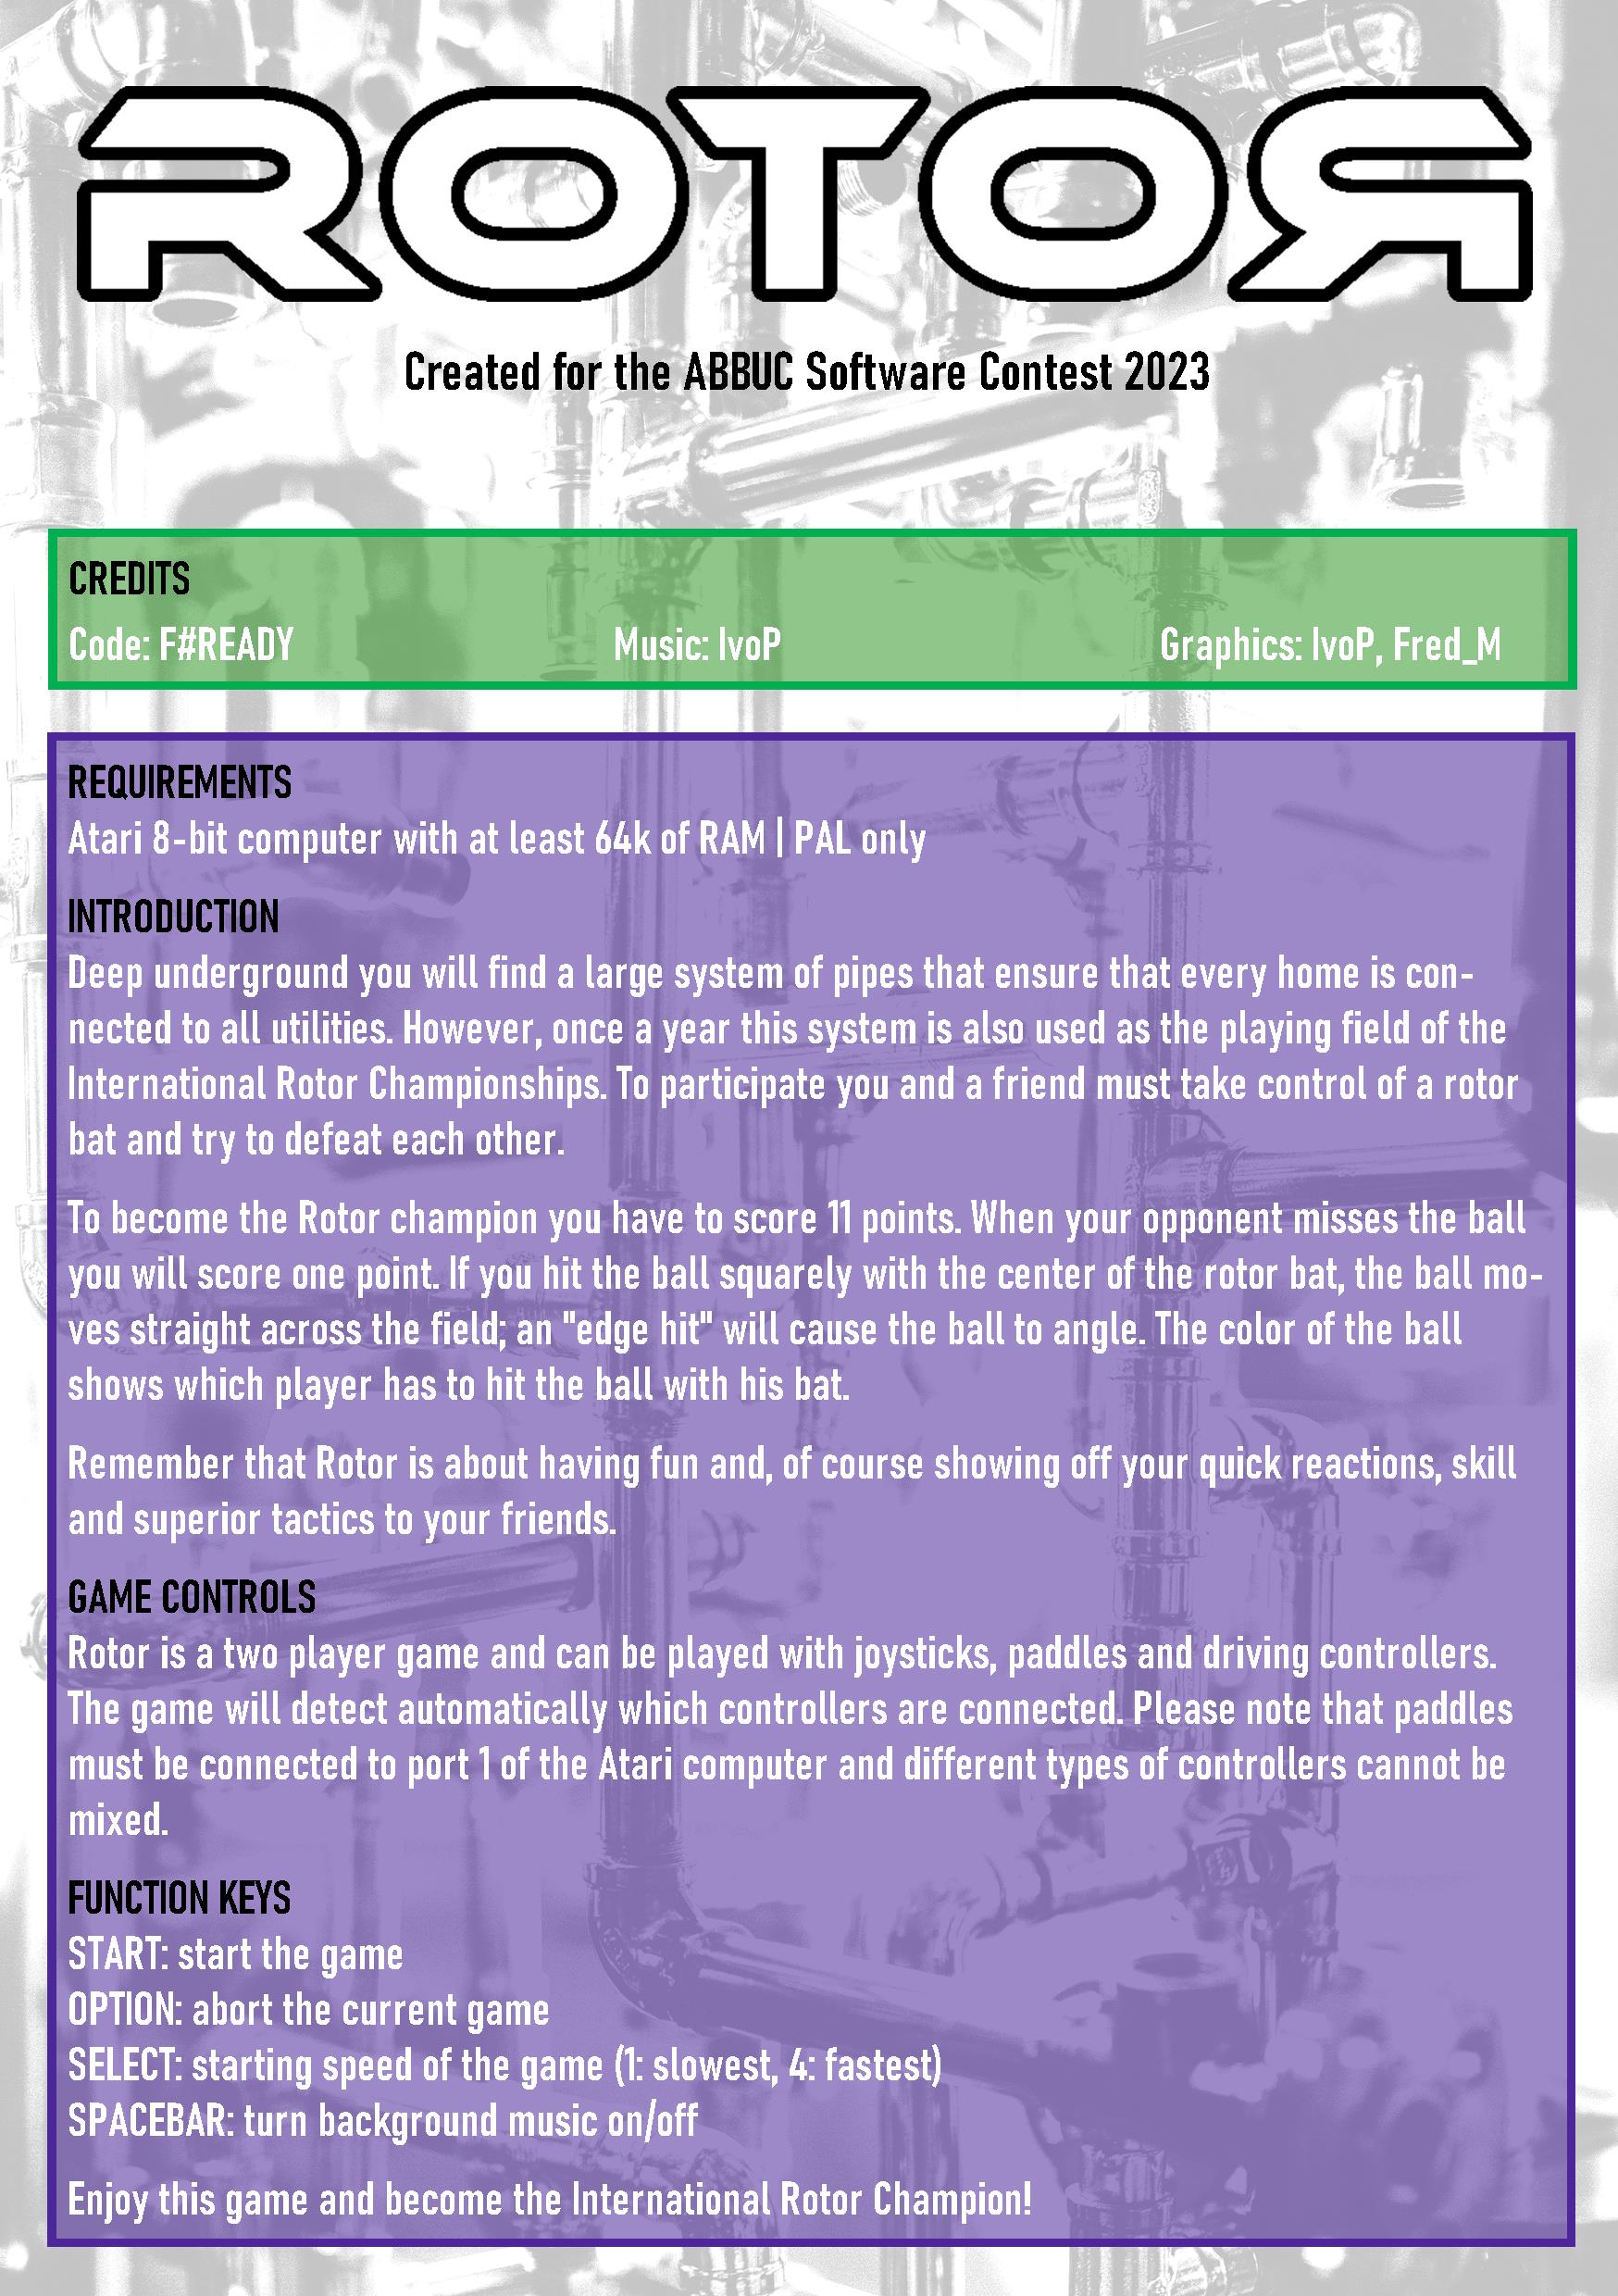 ROTOR
Created for the ABBUC Software Contest 2023
CREDITS
Code: F#READY Music: IvoP Graphics: IvoP, Fred_M
REQUIREMENTS
Atari 8-bit computer with at least 64k of RAM | PAL only
INTRODUCTION
Deep underground you will find a large system of pipes that ensure that every home is con-
nected to all utilities. However, once a year this system is also used as the playing field of the
International Rotor Championships. To participate you and a friend must take control of a rotor
bat and try to defeat each other.
To become the Rotor champion you have to score 11 points. When your opponent misses the ball
you will score one point. If you hit the ball squarely with the center of the rotor bat, the ball mo-
ves straight across the field; an "edge hit" will cause the ball to angle. The color of the ball
shows which player has to hit the ball with his bat.
Remember that Rotor is about having fun and, of course showing off your quick reactions, skill
and superior tactics to your friends.
GAME CONTROLS
Rotor is a two player game and can be played with joysticks, paddles and driving controllers.
The game will detect automatically which controllers are connected. Please note that paddles
must be connected to port 1 of the Atari computer and different types of controllers cannot be
mixed.
FUNCTION KEYS
START: start the game
OPTION: abort the current game
SELECT: starting speed of the game (1: slowest, 4: fastest)
SPACEBAR: turn background music on/off
Enjoy this game and become the International Rotor Champion!